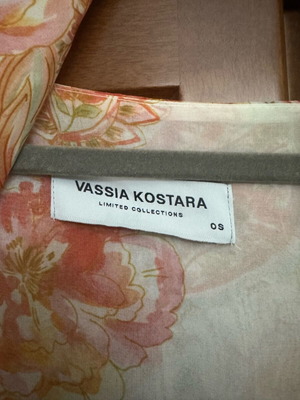 VASSIA KOSTARA
LIMITED COLLECTIONS
OS